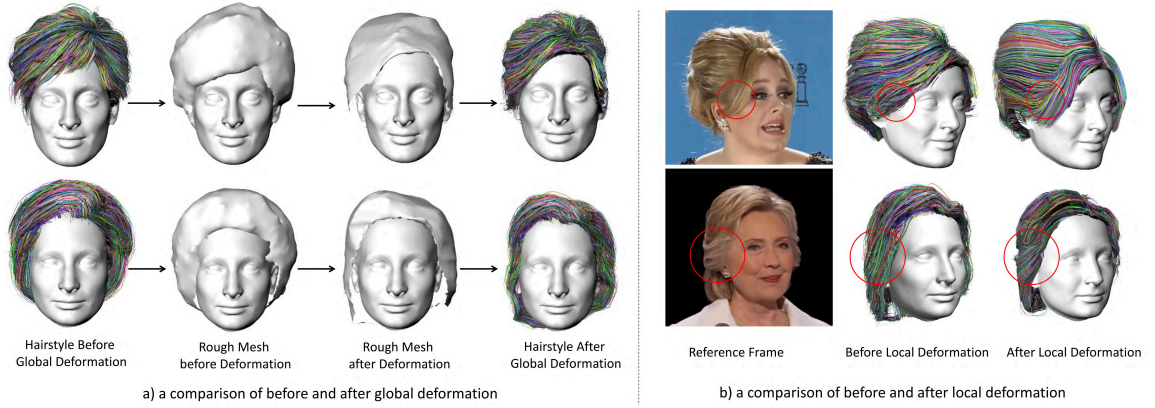 Hairstyle Before
Global Deformation
Rough Mesh
before Deformation
Rough Mesh
after Deformation
Hairstyle After
Global Deformation
a) a comparison of before and after global deformation
Reference Frame
Before Local Deformation
After Local Deformation
b) a comparison of before and after local deformation